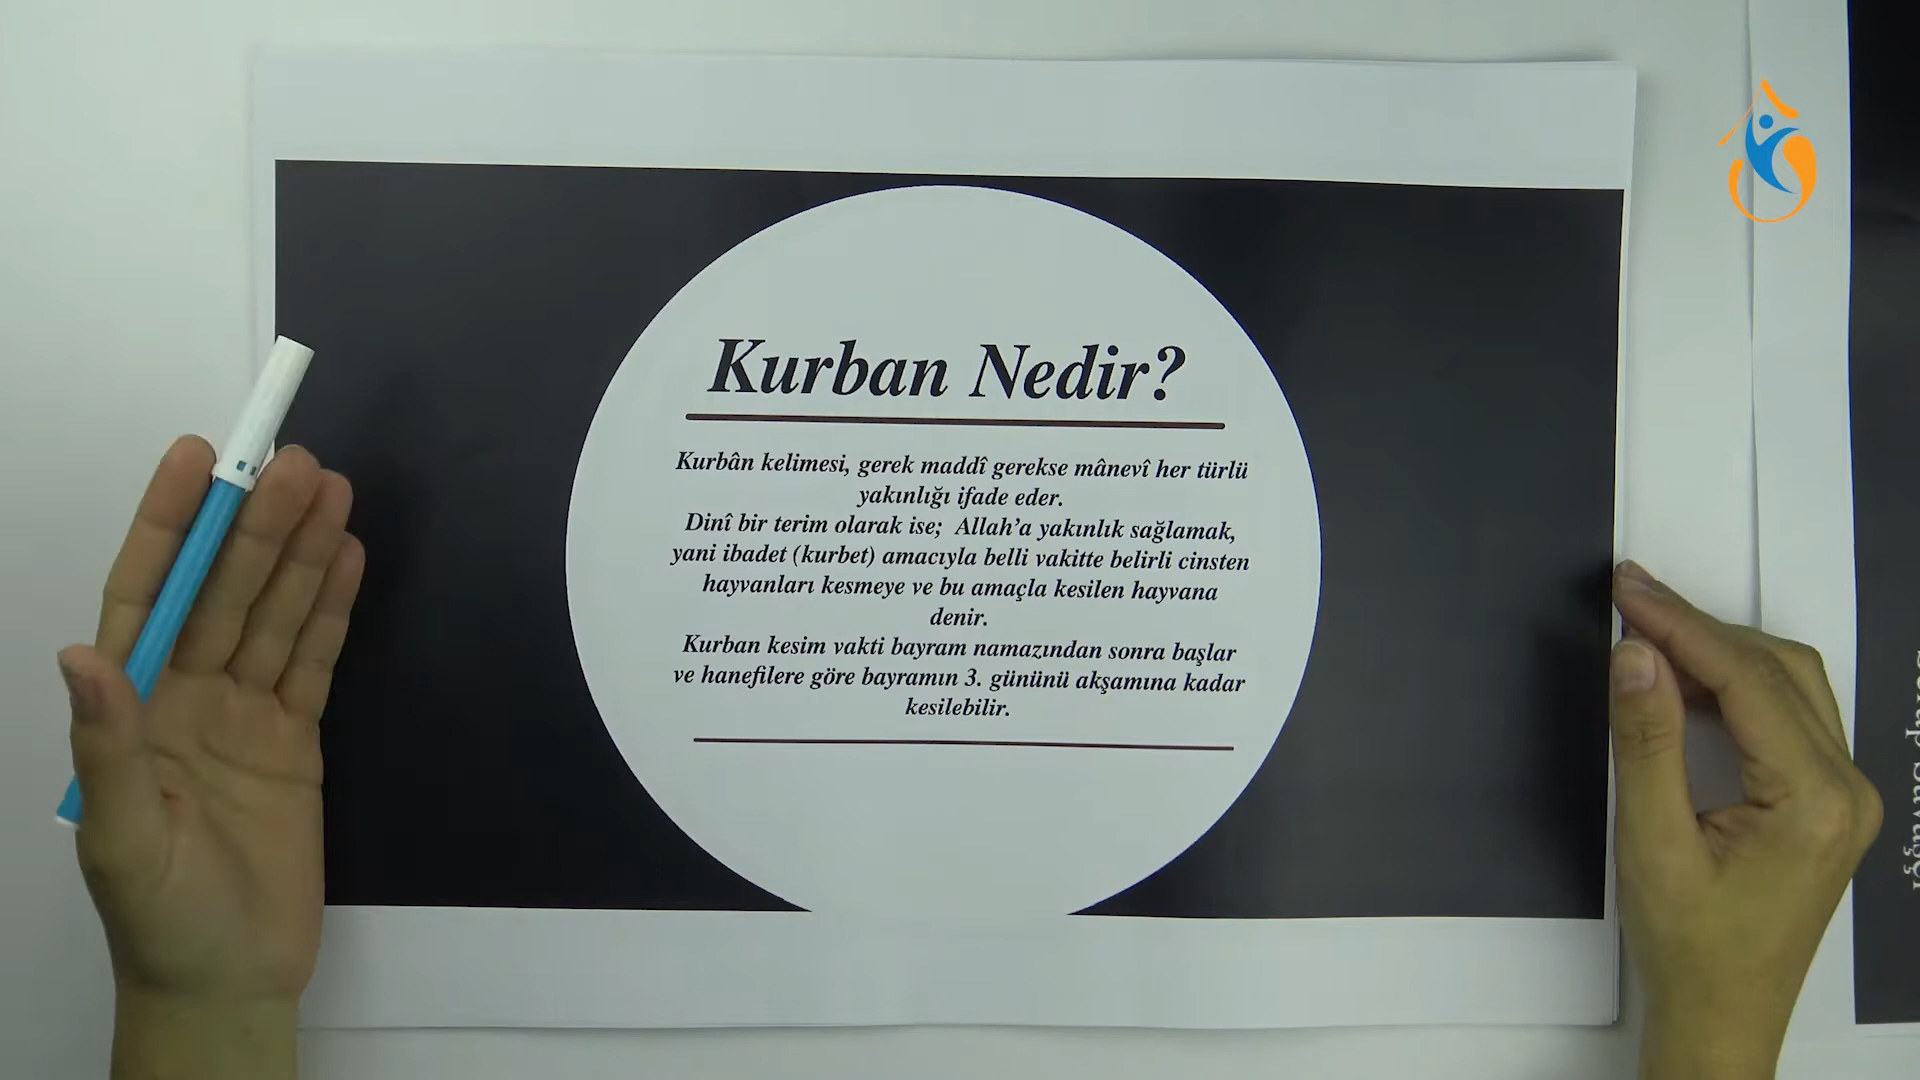 Kurban Nedir?
Kurbân kelimesi, gerek maddî gerekse mânevî her türlü
yakınlığı ifade eder.
Dinî bir terim olarak ise; Allah’a yakınlık sağlamak,
yani ibadet (kurbet) amacıyla belli vakitte belirli cinsten
hayvanları kesmeye ve bu amaçla kesilen hayvana
denir.
Kurban kesim vakti bayram namazından sonra başlar
ve hanefilere göre bayramın 3. gününü akşamına kadar
kesilebilir.